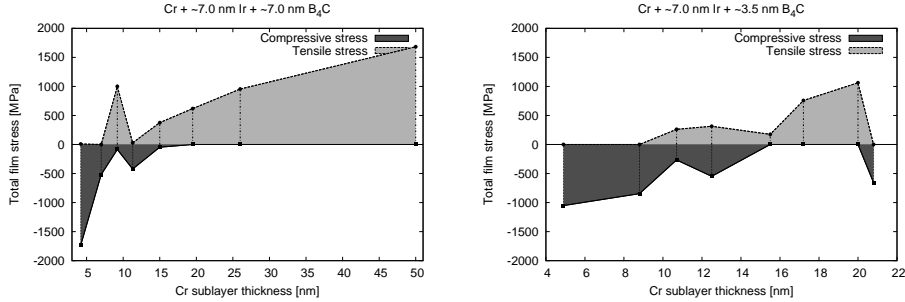 Cr + ~7.0 nm Ir + ~7.0 nm B₄C
Compressive stress
Tensile stress
Total film stress [MPa]
2000
1500
1000
500
0
-500
-1000
-1500
-2000
5 10 15 20 25 30 35 40 45 50
Cr sublayer thickness [nm]
Cr + ~7.0 nm Ir + ~3.5 nm B₄C
Compressive stress
Tensile stress
Total film stress [MPa]
2000
1500
1000
500
0
-500
-1000
-1500
-2000
4 6 8 10 12 14 16 18 20 22
Cr sublayer thickness [nm]